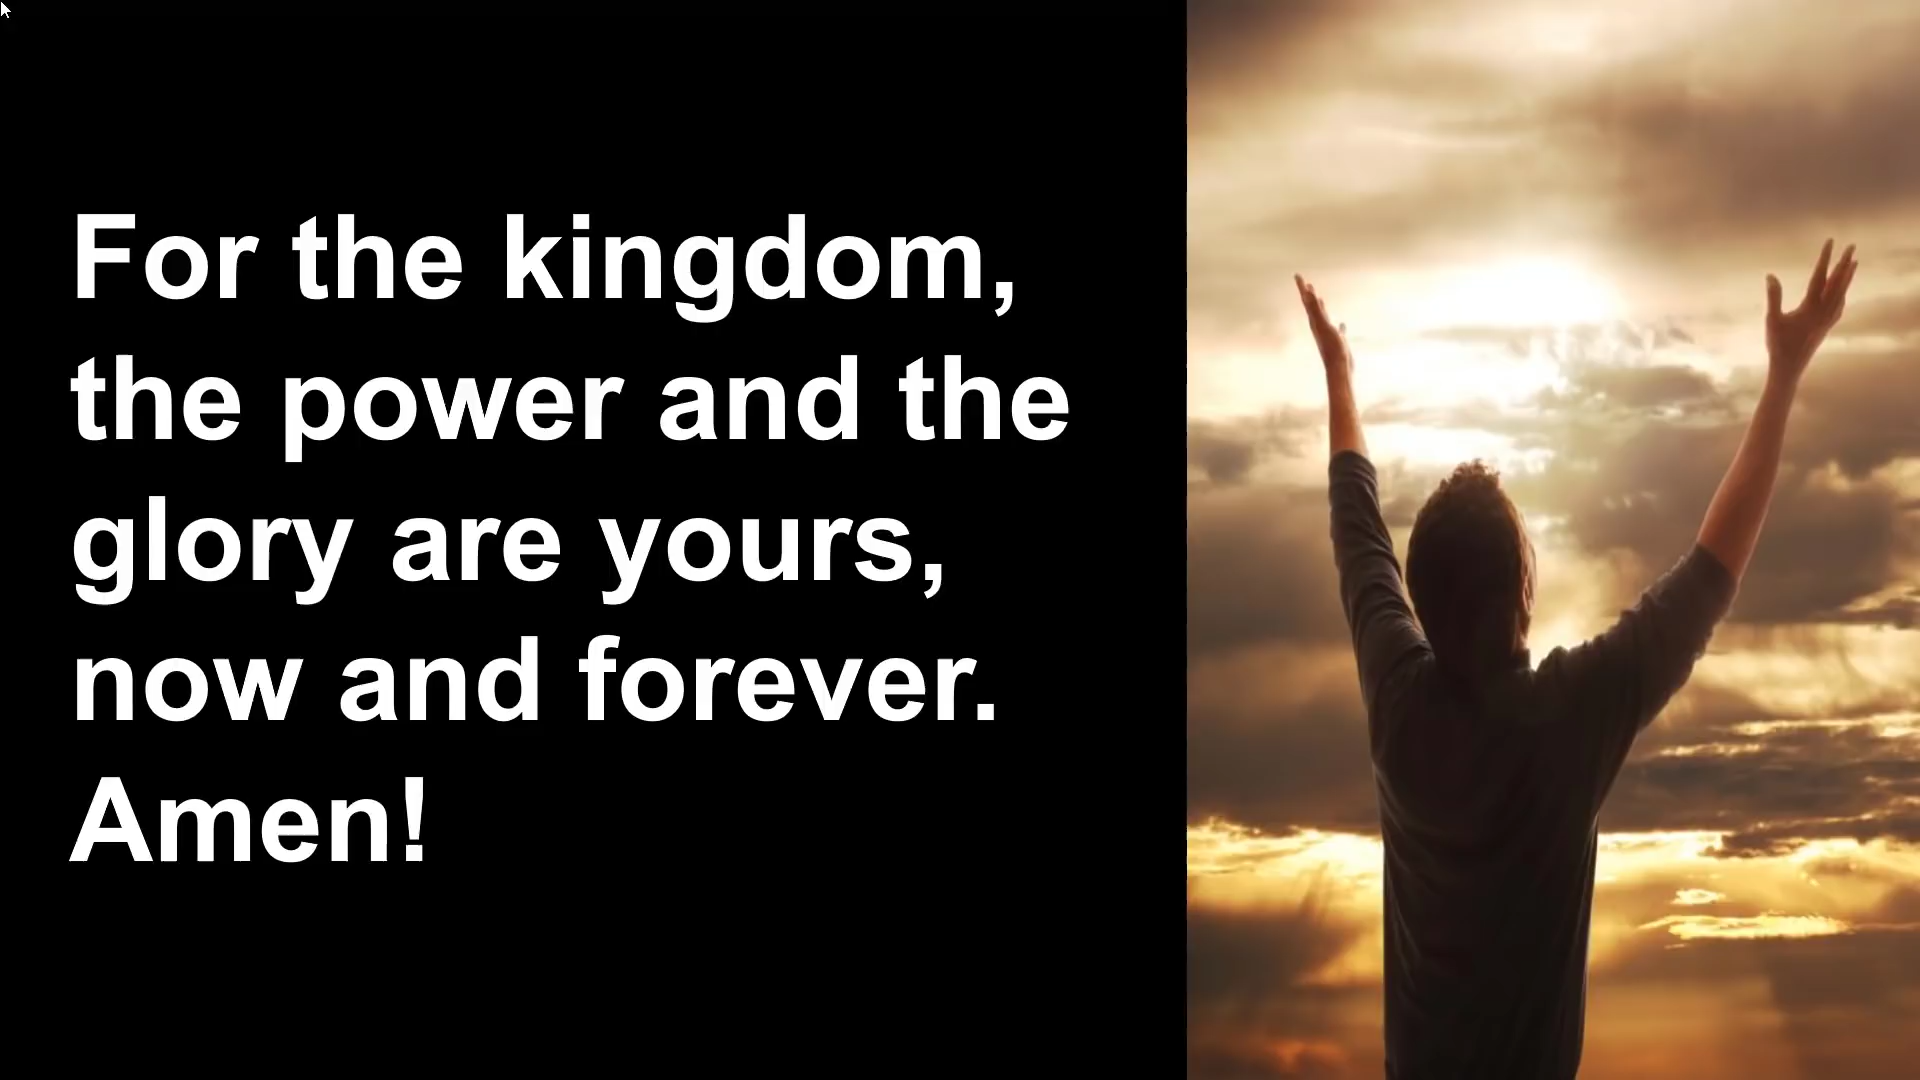 For the kingdom,
the power and the
glory are yours,
now and forever.
Amen!